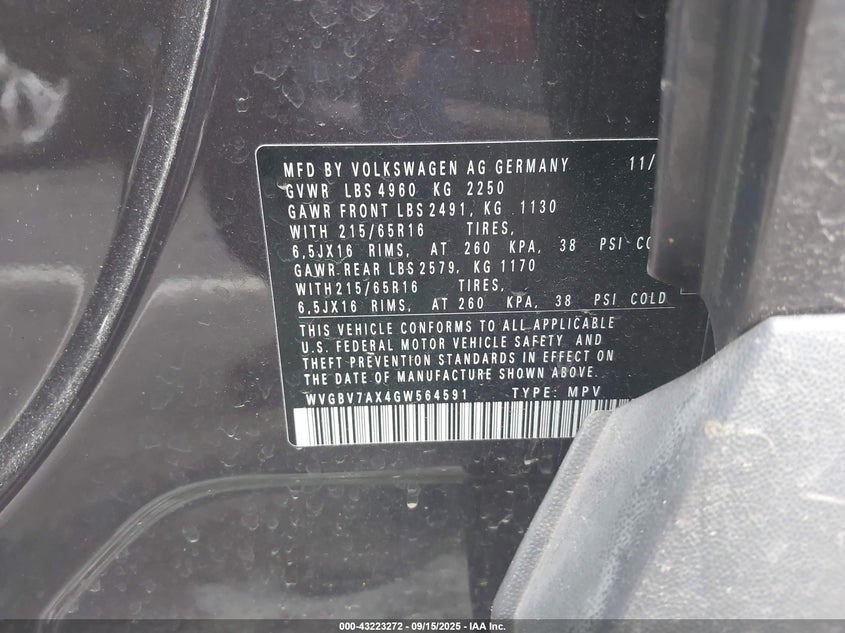 MFD BY VOLKSWAGEN AG GERMANY 11/
GVWR LBS 4960 KG 2250
GAWR FRONT LBS 2491, KG 1130
WITH 215/65R16 TIRES,
6,5JX16 RIMS, AT 260 KPA, 38 PSI CO
GAWR REAR LBS 2579, KG 1170
WITH 215/65R16 TIRES,
6,5JX16 RIMS, AT 260 KPA, 38 PSI COLD
THIS VEHICLE CONFORMS TO ALL APPLICABLE
U.S. FEDERAL MOTOR VEHICLE SAFETY AND
THEFT PREVENTION STANDARDS IN EFFECT ON
THE DATE OF MANUFACTURE SHOWN ABOVE.
WVGBV7AX4GW564591 TYPE: MPV
000-43223272 - 09/15/2025 - IAA Inc.